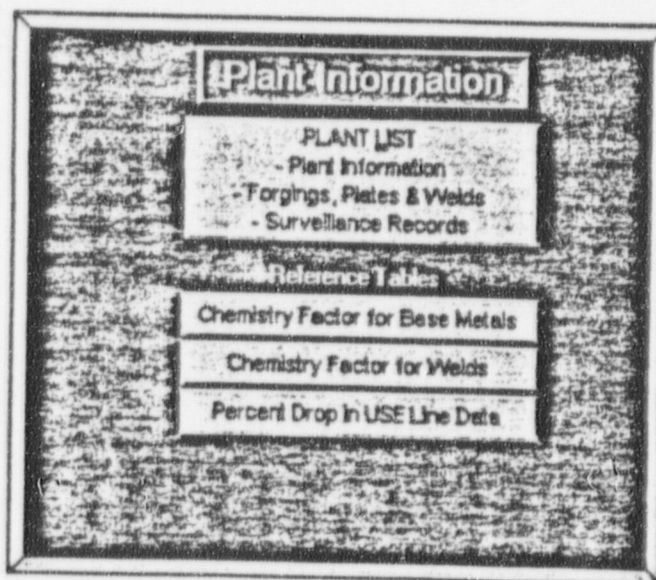 Plant Information
PLANT LIST
- Plant Information
- Forgings, Plates & Welds
- Surveillance Records
Reference Tables
Chemistry Factor for Base Metals
Chemistry Factor for Welds
Percent Drop in USE Line Data